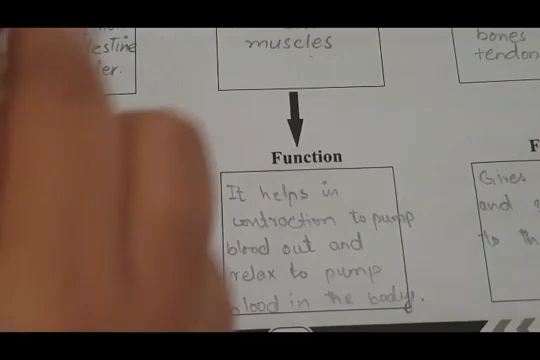 muscles
bones
tendon
Function
It helps in
contraction to pump
blood out and
relax to pump
blood in the body.
Gives
and
to th